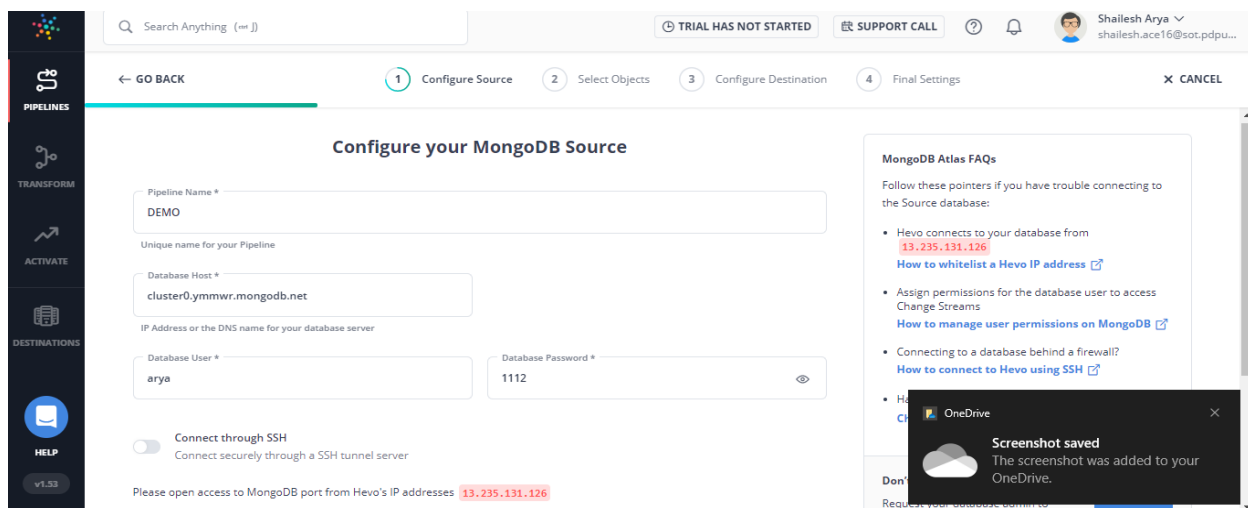 Search Anything (⌘ J)
TRIAL HAS NOT STARTED
SUPPORT CALL
Shailesh Arya
shailesh.ace16@sot.pdpu...
PIPELINES
TRANSFORM
ACTIVATE
DESTINATIONS
HELP
v1.53
GO BACK
1 Configure Source
2 Select Objects
3 Configure Destination
4 Final Settings
CANCEL
Configure your MongoDB Source
Pipeline Name *
DEMO
Unique name for your Pipeline
Database Host *
cluster0.ymmwr.mongodb.net
IP Address or the DNS name for your database server
Database User *
arya
Database Password *
1112
Connect through SSH
Connect securely through a SSH tunnel server
Please open access to MongoDB port from Hevo's IP addresses 13.235.131.126
MongoDB Atlas FAQs
Follow these pointers if you have trouble connecting to
the Source database:
Hevo connects to your database from
13.235.131.126
How to whitelist a Hevo IP address
Assign permissions for the database user to access
Change Streams
How to manage user permissions on MongoDB
Connecting to a database behind a firewall?
How to connect to Hevo using SSH
OneDrive
Screenshot saved
The screenshot was added to your
OneDrive.
Request your database admin to